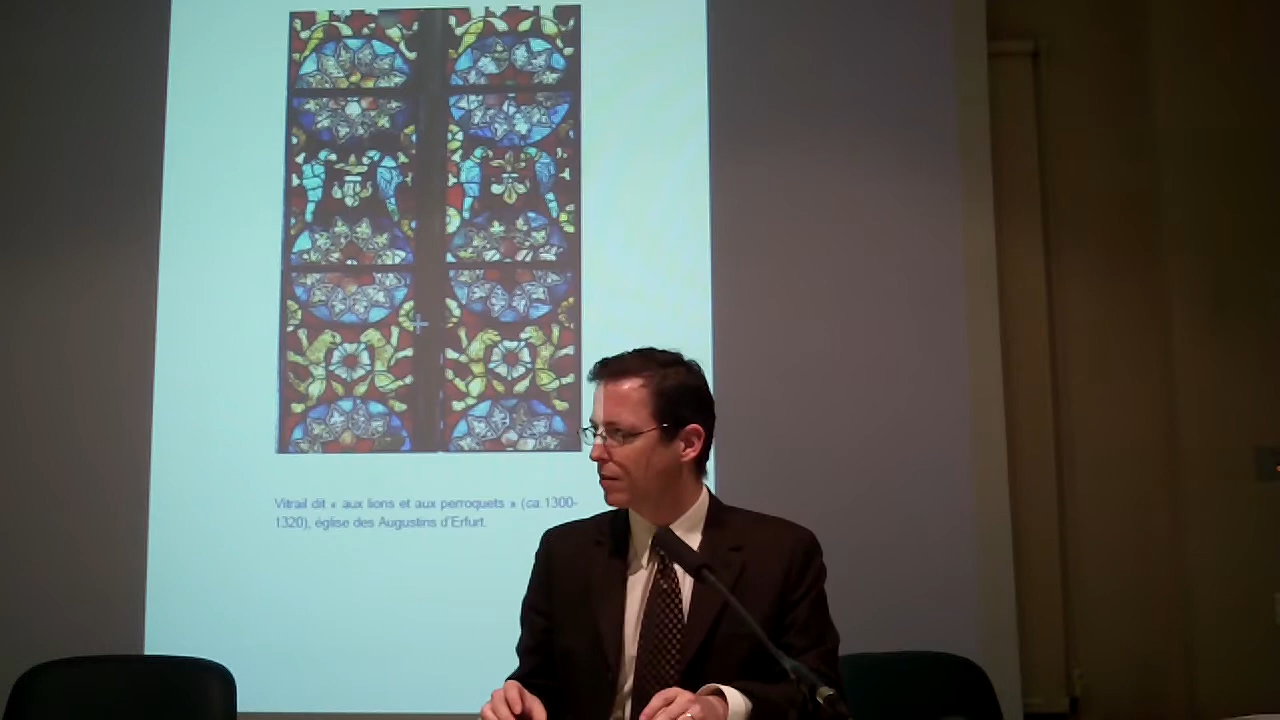 Vitrail dit « aux lions et aux perroquets » (ca.1300-
1320), église des Augustins d'Erfurt.